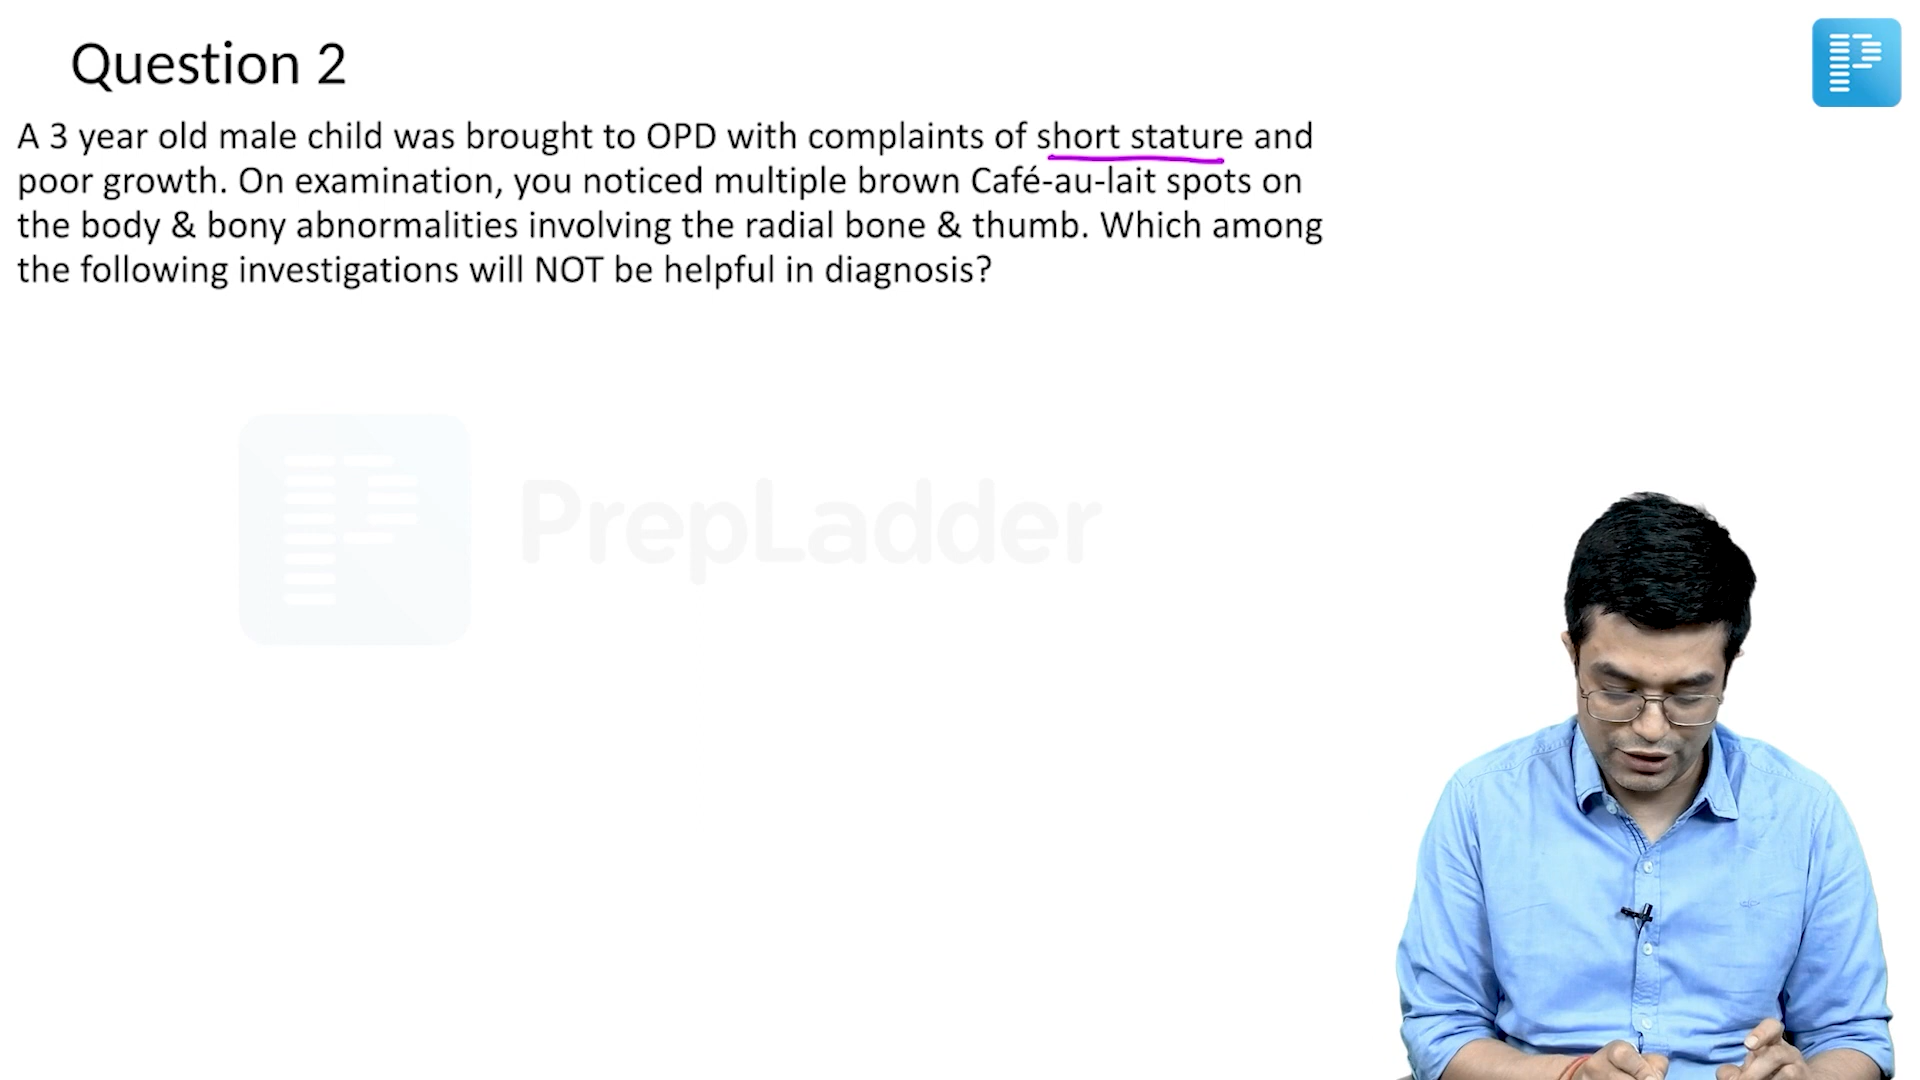 Question 2
A 3 year old male child was brought to OPD with complaints of short stature and
poor growth. On examination, you noticed multiple brown Café-au-lait spots on
the body & bony abnormalities involving the radial bone & thumb. Which among
the following investigations will NOT be helpful in diagnosis?
PrepLadder